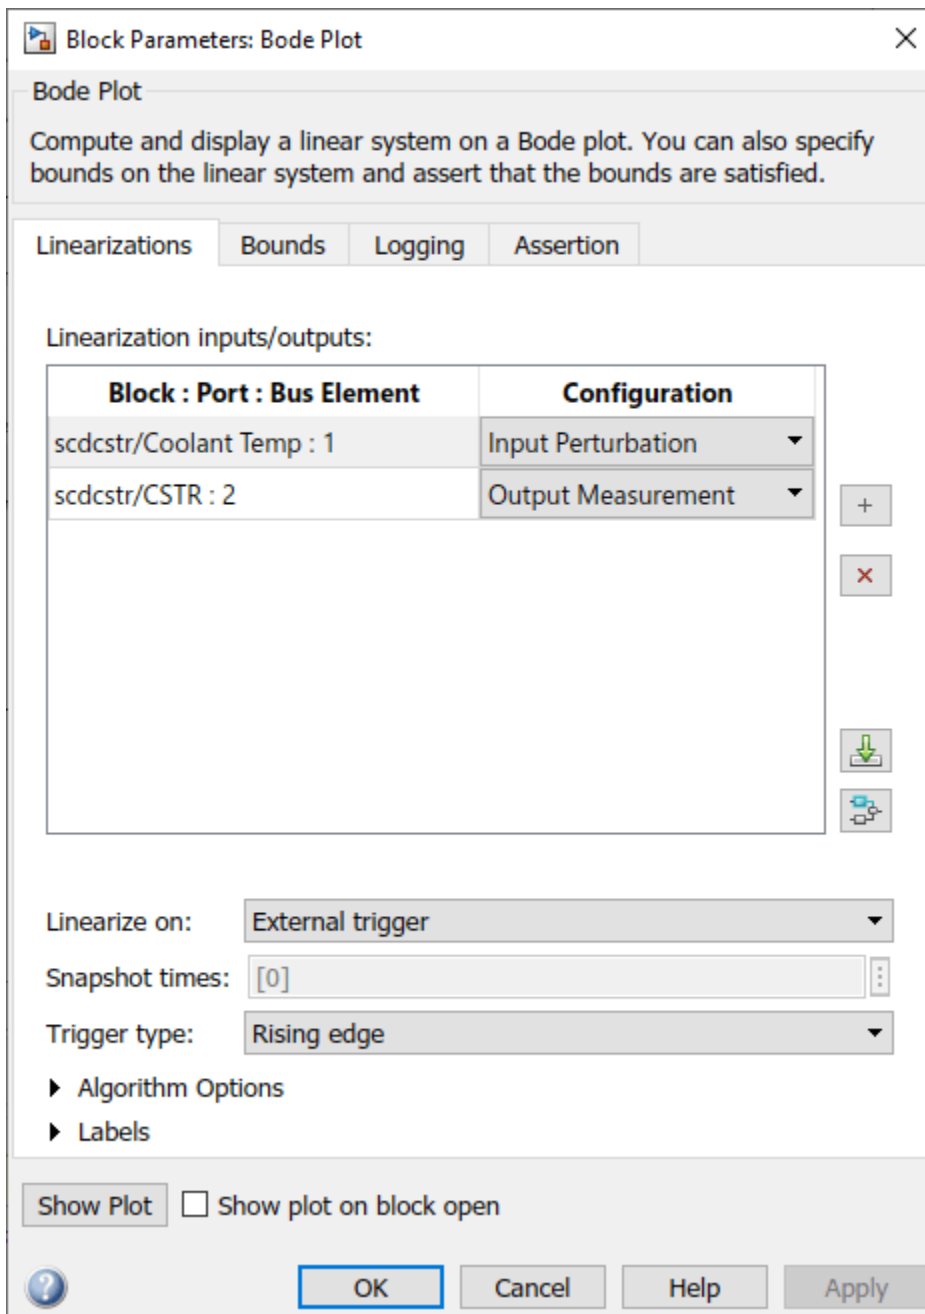 Block Parameters: Bode Plot
Bode Plot
Compute and display a linear system on a Bode plot. You can also specify
bounds on the linear system and assert that the bounds are satisfied.
Linearizations Bounds Logging Assertion
Linearization inputs/outputs:
Block : Port : Bus Element Configuration
scdcstr/Coolant Temp : 1 Input Perturbation
scdcstr/CSTR : 2 Output Measurement
Linearize on: External trigger
Snapshot times: [0]
Trigger type: Rising edge
Algorithm Options
Labels
Show Plot Show plot on block open
OK Cancel Help Apply